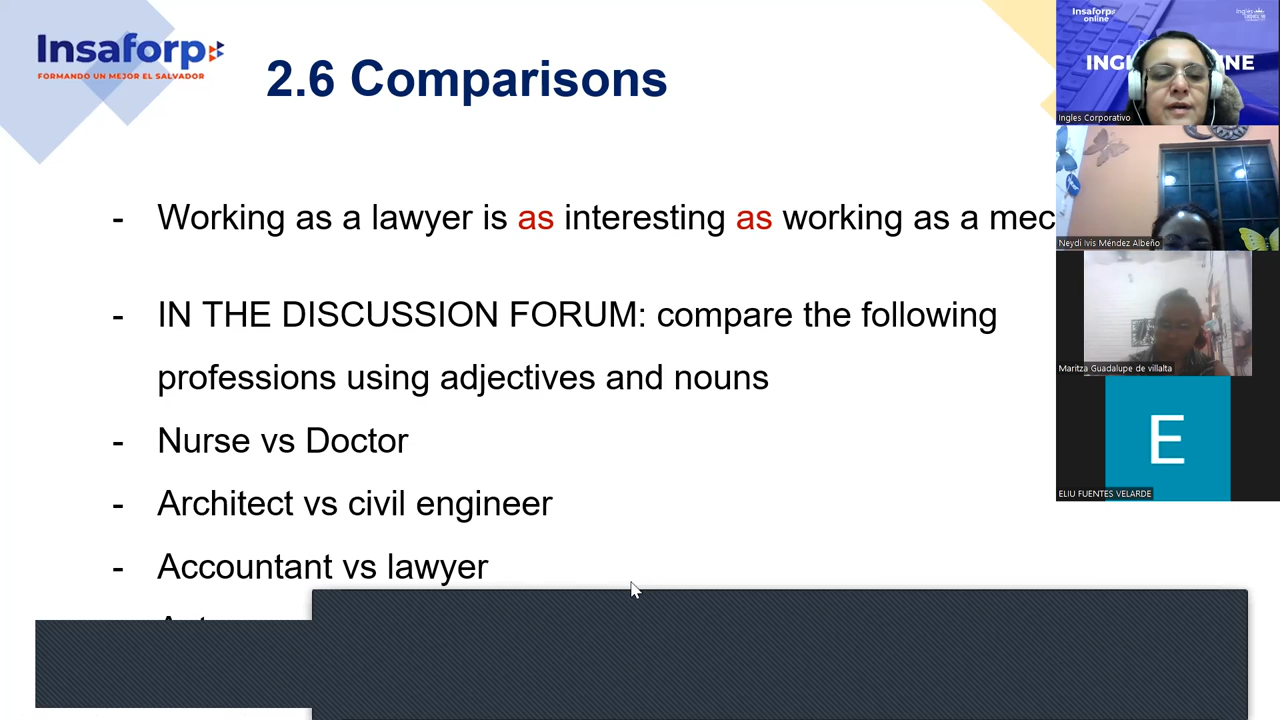 Insaforp
FORMANDO UN MEJOR EL SALVADOR
2.6 Comparisons
- Working as a lawyer is as interesting as working as a mec
- IN THE DISCUSSION FORUM: compare the following
professions using adjectives and nouns
- Nurse vs Doctor
- Architect vs civil engineer
- Accountant vs lawyer
Insaforp
online
Ingles Corporativo
Neydi Ivis Méndez Albeño
Maritza Guadalupe de villalta
E
ELIU FUENTES VELARDE